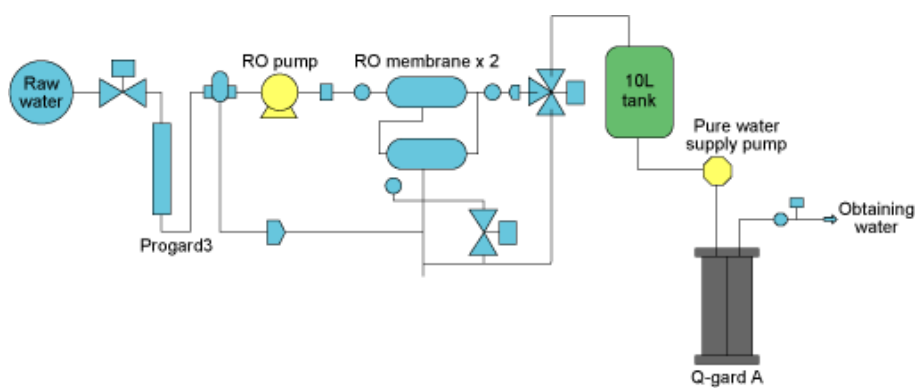 Raw
water
Progard3
RO pump
RO membrane x 2
10L
tank
Pure water
supply pump
Obtaining
water
Q-gard A